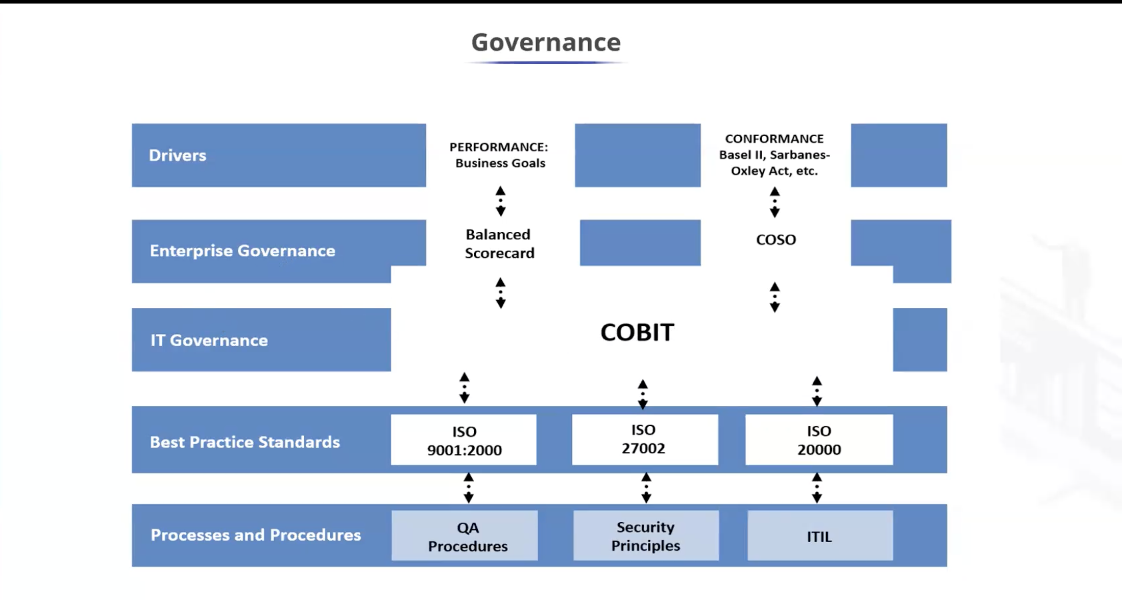 Governance
Drivers
PERFORMANCE:
Business Goals
CONFORMANCE
Basel II, Sarbanes-
Oxley Act, etc.
Enterprise Governance
Balanced
Scorecard
COSO
IT Governance
COBIT
Best Practice Standards
ISO
9001:2000
ISO
27002
ISO
20000
Processes and Procedures
QA
Procedures
Security
Principles
ITIL